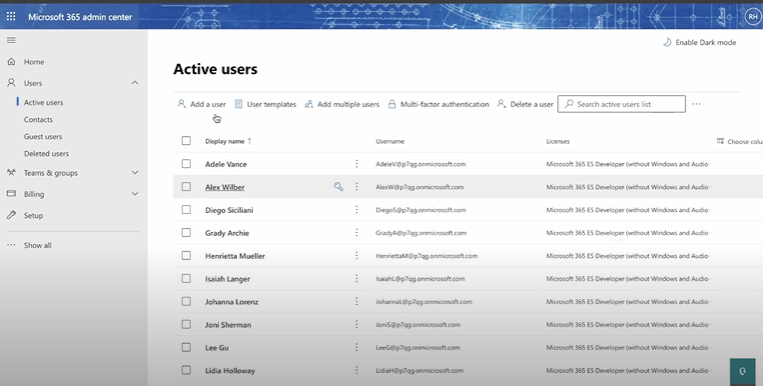 Microsoft 365 admin center
RH
Enable Dark mode
Home
Users
Active users
Contacts
Guest users
Deleted users
Teams & groups
Billing
Setup
Show all
Active users
Add a user User templates Add multiple users Multi-factor authentication Delete a user Search active users list
Display name ↑ Username Licenses Choose colu
Adele Vance AdeleV@p7qg.onmicrosoft.com Microsoft 365 E5 Developer (without Windows and Audio
Alex Wilber AlexW@p7qg.onmicrosoft.com Microsoft 365 E5 Developer (without Windows and Audio
Diego Siciliani DiegoS@p7qg.onmicrosoft.com Microsoft 365 E5 Developer (without Windows and Audio
Grady Archie GradyA@p7qg.onmicrosoft.com Microsoft 365 E5 Developer (without Windows and Audio
Henrietta Mueller HenriettaM@p7qg.onmicrosoft.com Microsoft 365 E5 Developer (without Windows and Audio
Isaiah Langer IsaiahL@p7qg.onmicrosoft.com Microsoft 365 E5 Developer (without Windows and Audio
Johanna Lorenz JohannaL@p7qg.onmicrosoft.com Microsoft 365 E5 Developer (without Windows and Audio
Joni Sherman JoniS@p7qg.onmicrosoft.com Microsoft 365 E5 Developer (without Windows and Audio
Lee Gu LeeG@p7qg.onmicrosoft.com Microsoft 365 E5 Developer (without Windows and Audio
Lidia Holloway LidiaH@p7qg.onmicrosoft.com Microsoft 365 E5 Developer (without Windows and Audio